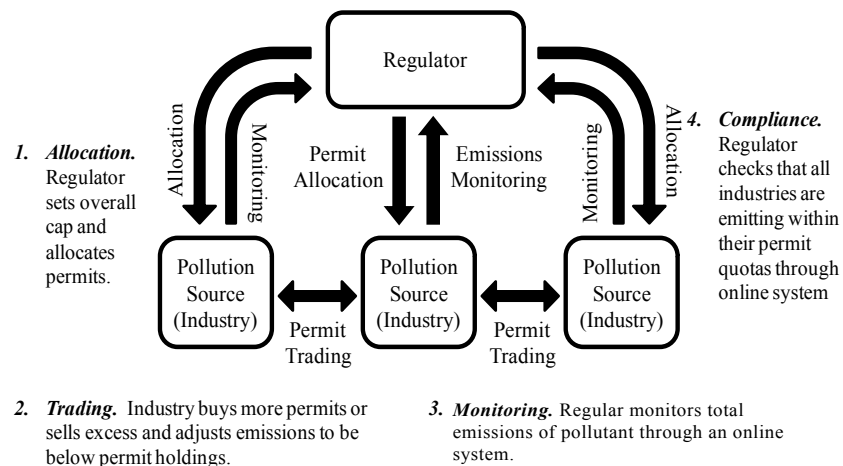 Regulator
Allocation
Monitoring
Permit
Allocation
Emissions
Monitoring
Monitoring
Allocation
1. Allocation.
Regulator
sets overall
cap and
allocates
permits.
4. Compliance.
Regulator
checks that all
industries are
emitting within
their permit
quotas through
online system
Pollution
Source
(Industry)
Permit
Trading
Pollution
Source
(Industry)
Permit
Trading
Pollution
Source
(Industry)
2. Trading. Industry buys more permits or
sells excess and adjusts emissions to be
below permit holdings.
3. Monitoring. Regular monitors total
emissions of pollutant through an online
system.